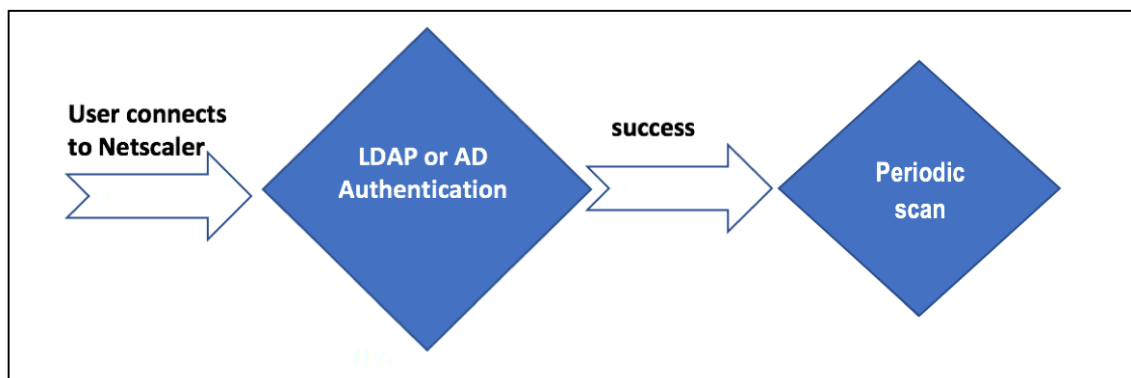 User connects
to Netscaler
LDAP or AD
Authentication
success
Periodic
scan